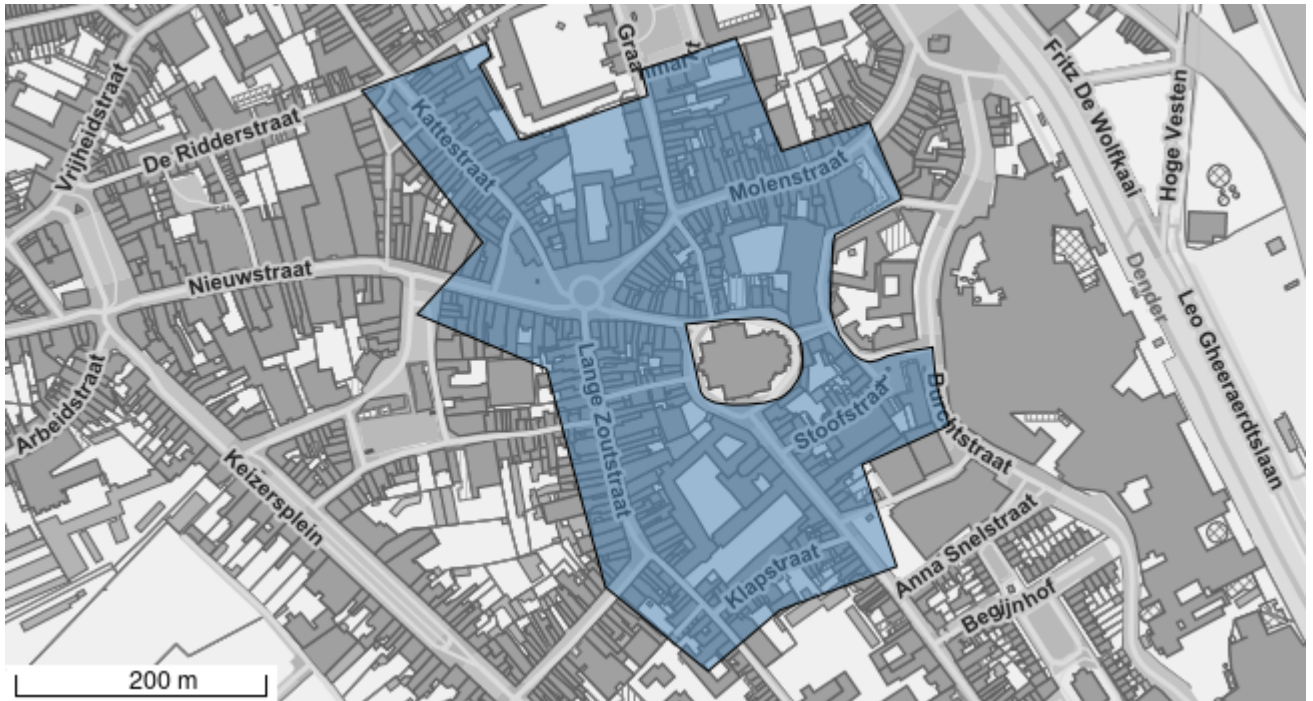 Graa
Fritz De Wolfkaai
Hoge Vesten
Vrijheidstraat
De Ridderstraat
Kattestraat
Molenstraat
Nieuwstraat
Dender
Leo Gheeraerdtslaan
Arbeidstraat
Lange Zoutstraat
Stoofstraat
Burchtstraat
Keizersplein
Klapstraat
Anna Snelstraat
Begijnhof
200 m